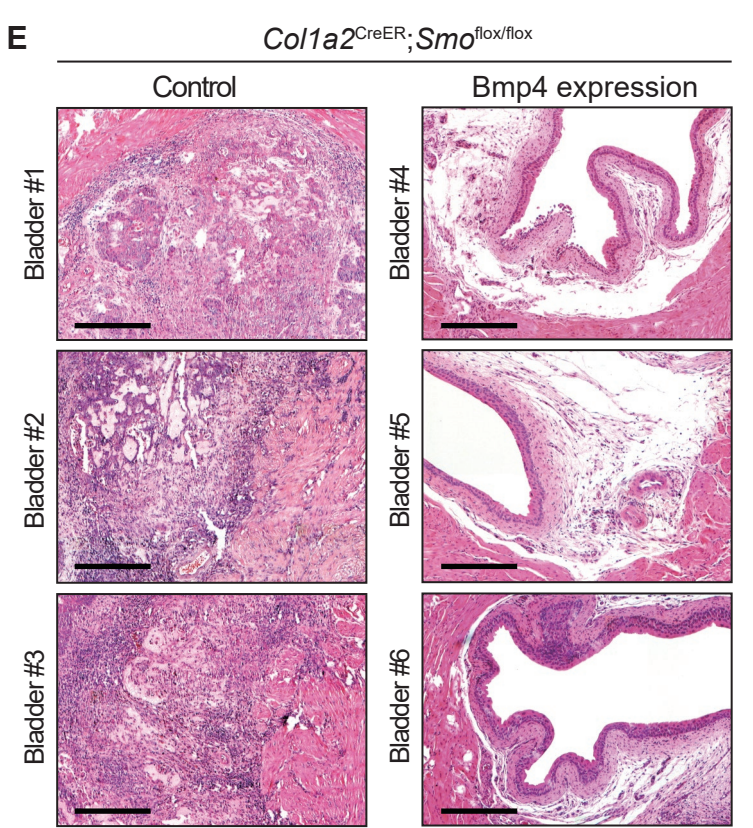 E
Col1a2CreER;Smoflox/flox
Control
Bmp4 expression
Bladder #1
Bladder #4
Bladder #2
Bladder #5
Bladder #3
Bladder #6